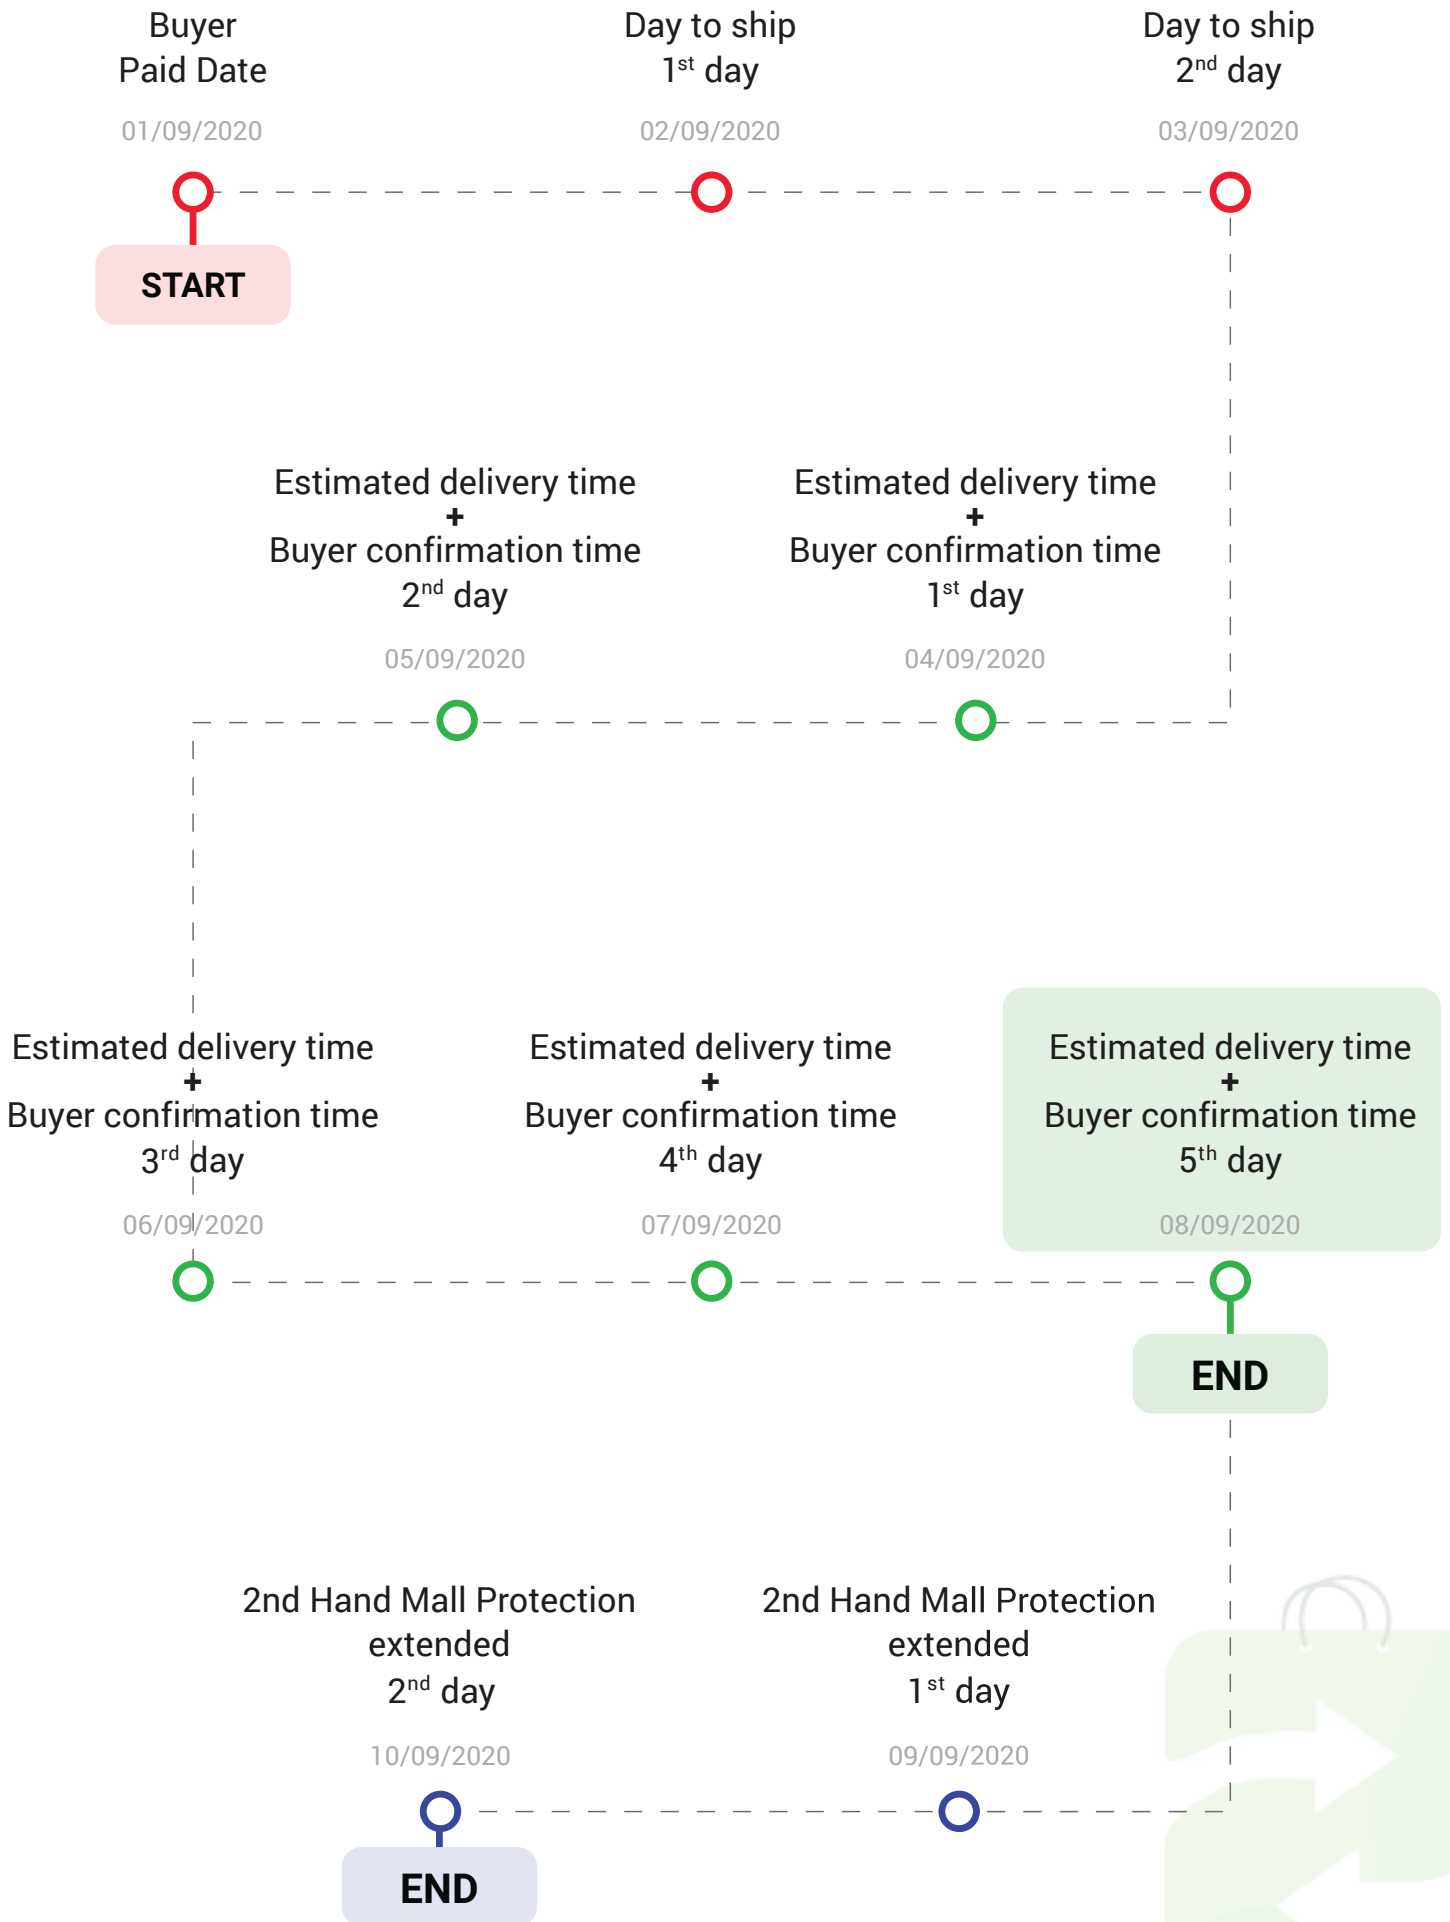 Buyer
Paid Date
01/09/2020
START
Day to ship
1st day
02/09/2020
Day to ship
2nd day
03/09/2020
Estimated delivery time
+
Buyer confirmation time
1st day
04/09/2020
Estimated delivery time
+
Buyer confirmation time
2nd day
05/09/2020
Estimated delivery time
+
Buyer confirmation time
3rd day
06/09/2020
Estimated delivery time
+
Buyer confirmation time
4th day
07/09/2020
Estimated delivery time
+
Buyer confirmation time
5th day
08/09/2020
END
2nd Hand Mall Protection
extended
1st day
09/09/2020
2nd Hand Mall Protection
extended
2nd day
10/09/2020
END